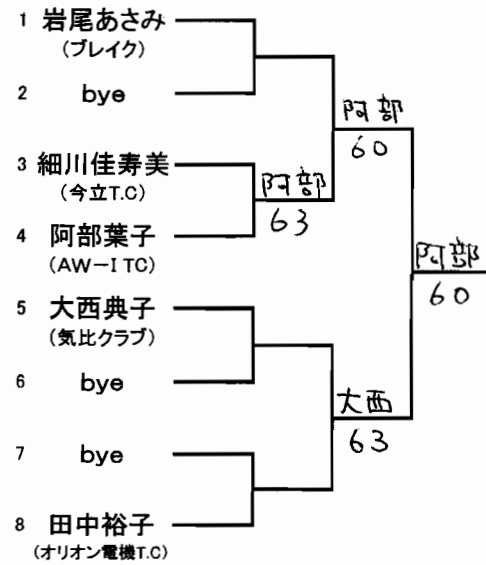 1 岩尾あさみ
(ブレイク)
2 bye
3 細川佳寿美
(今立T.C)
4 阿部葉子
(AW-I TC)
5 大西典子
(気比クラブ)
6 bye
7 bye
8 田中裕子
(オリオン電機T.C)
阿部
63
阿部
60
大西
63
阿部
60